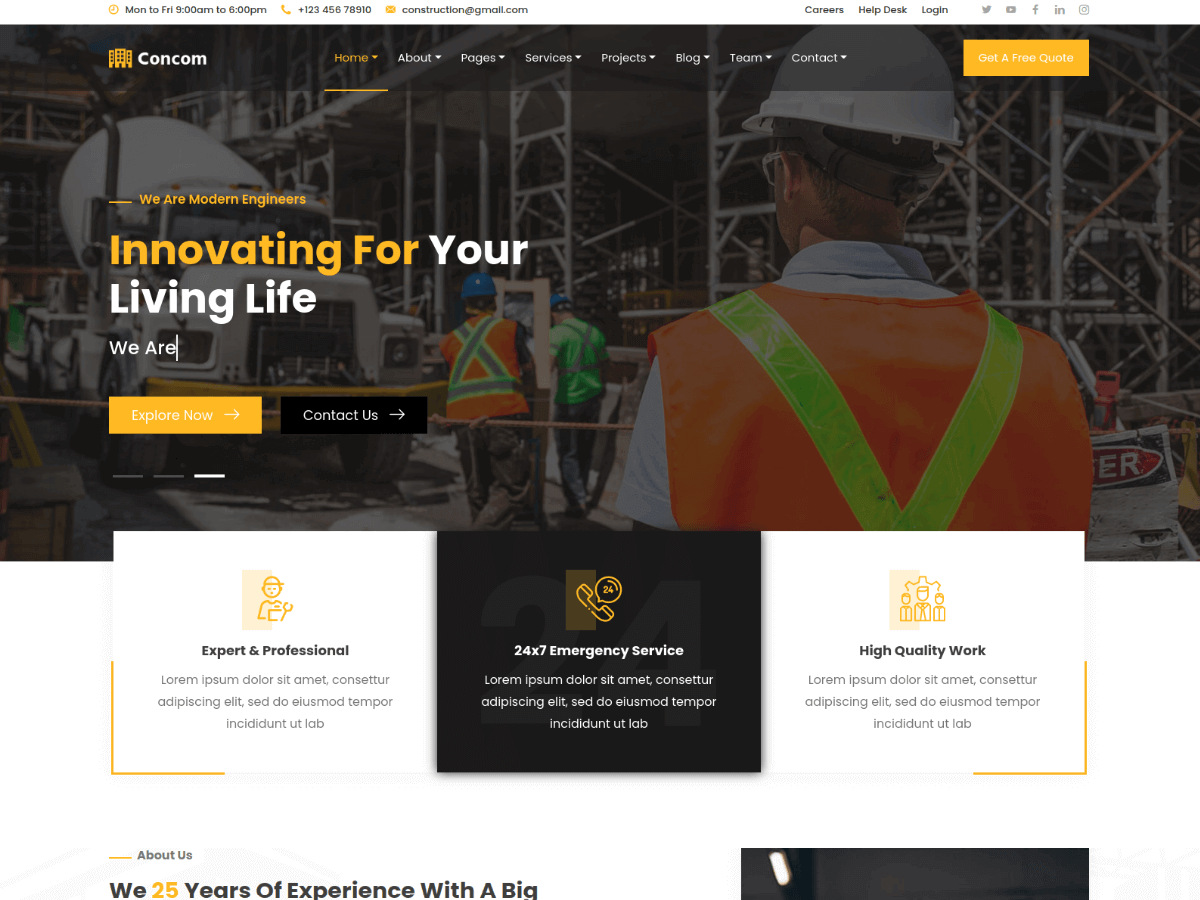 Mon to Fri 9:00am to 6:00pm +123 456 78910 construction@gmail.com Careers Help Desk Login
Concom Home About Pages Services Projects Blog Team Contact Get A Free Quote
We Are Modern Engineers
Innovating For Your
Living Life
We Are
Explore Now Contact Us
GER
24
24
Expert & Professional
Lorem ipsum dolor sit amet, consettur
adipiscing elit, sed do eiusmod tempor
incididunt ut lab
24x7 Emergency Service
Lorem ipsum dolor sit amet, consettur
adipiscing elit, sed do eiusmod tempor
incididunt ut lab
High Quality Work
Lorem ipsum dolor sit amet, consettur
adipiscing elit, sed do eiusmod tempor
incididunt ut lab
About Us
We 25 Years Of Experience With A Big